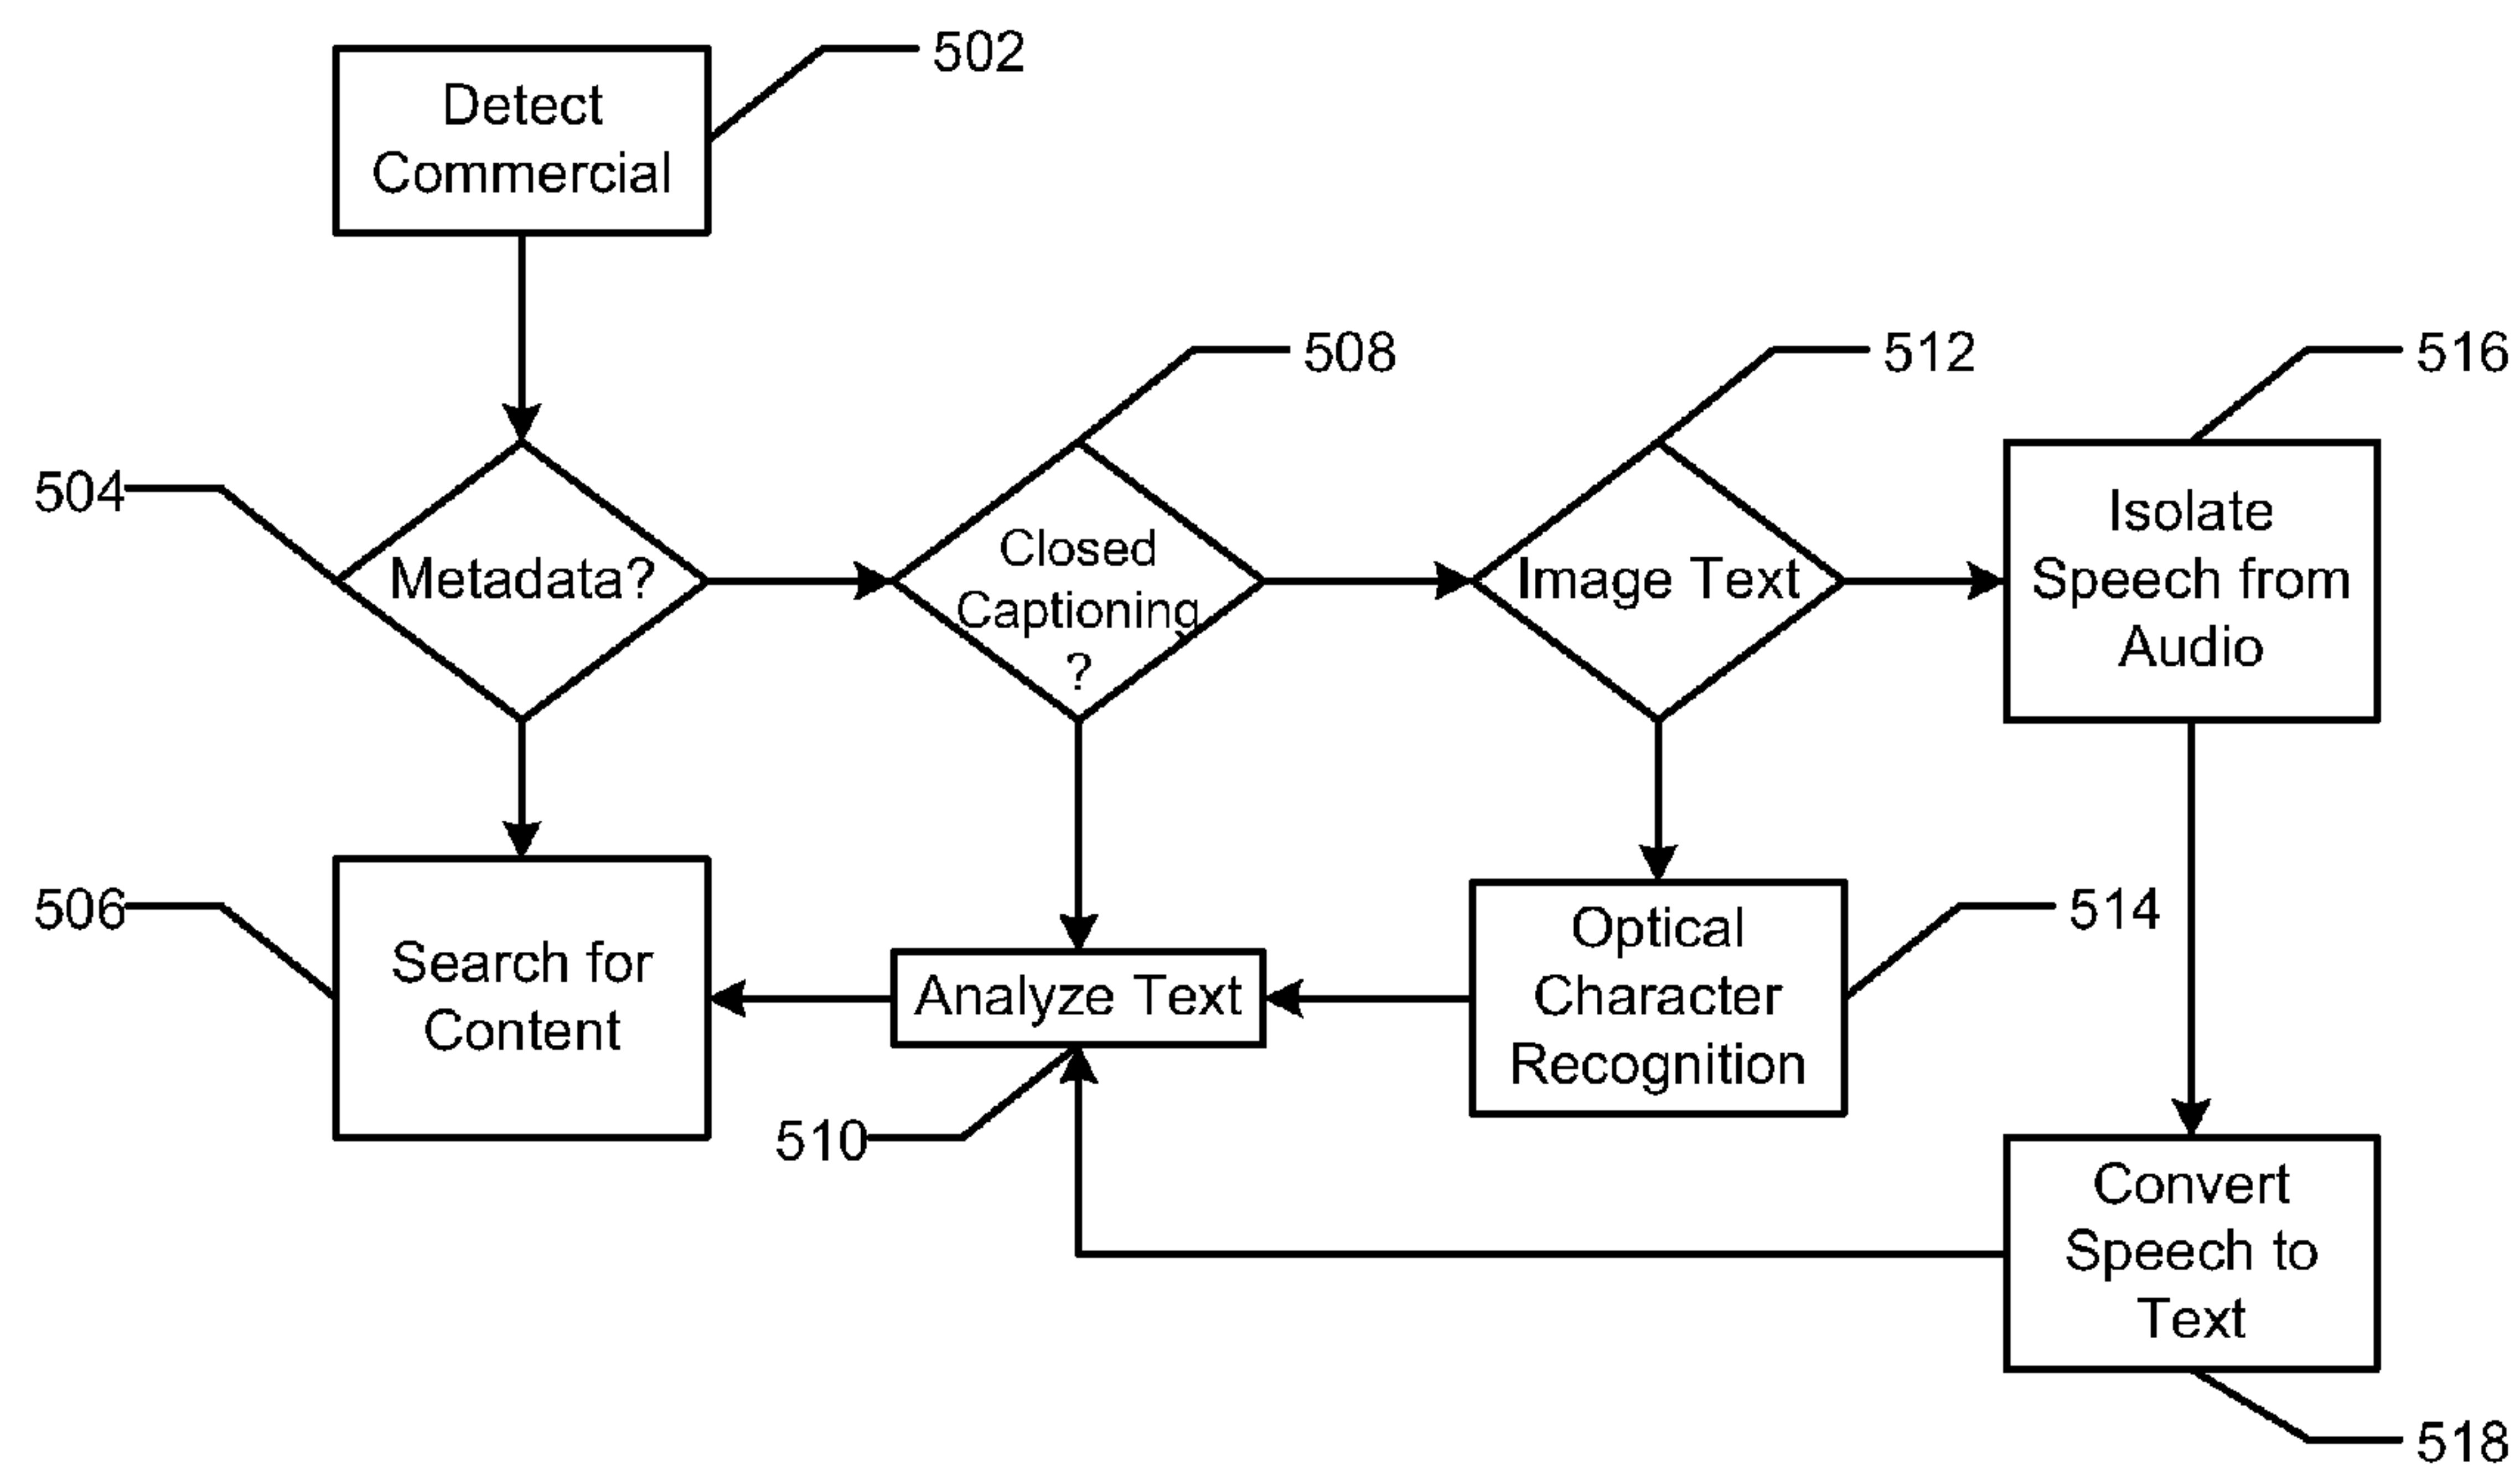 Detect
Commercial
502
504
Metadata?
508
Closed
Captioning
?
512
Image Text
516
Isolate
Speech from
Audio
506
Search for
Content
Analyze Text
510
Optical
Character
Recognition
514
Convert
Speech to
Text
518